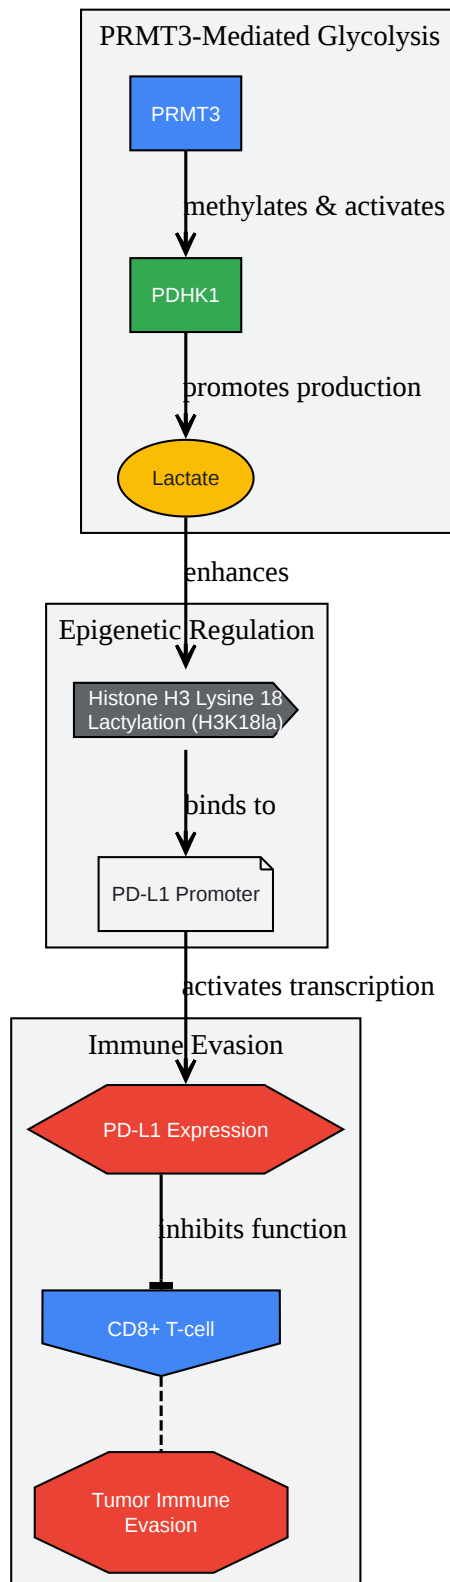 PRMT3-Mediated Glycolysis
PRMT3
methylates & activates
PDHK1
promotes production
Lactate
enhances
Epigenetic Regulation
Histone H3 Lysine 18
Lactylation (H3K18la)
binds to
PD-L1 Promoter
activates transcription
Immune Evasion
PD-L1 Expression
inhibits function
CD8+ T-cell
Tumor Immune
Evasion